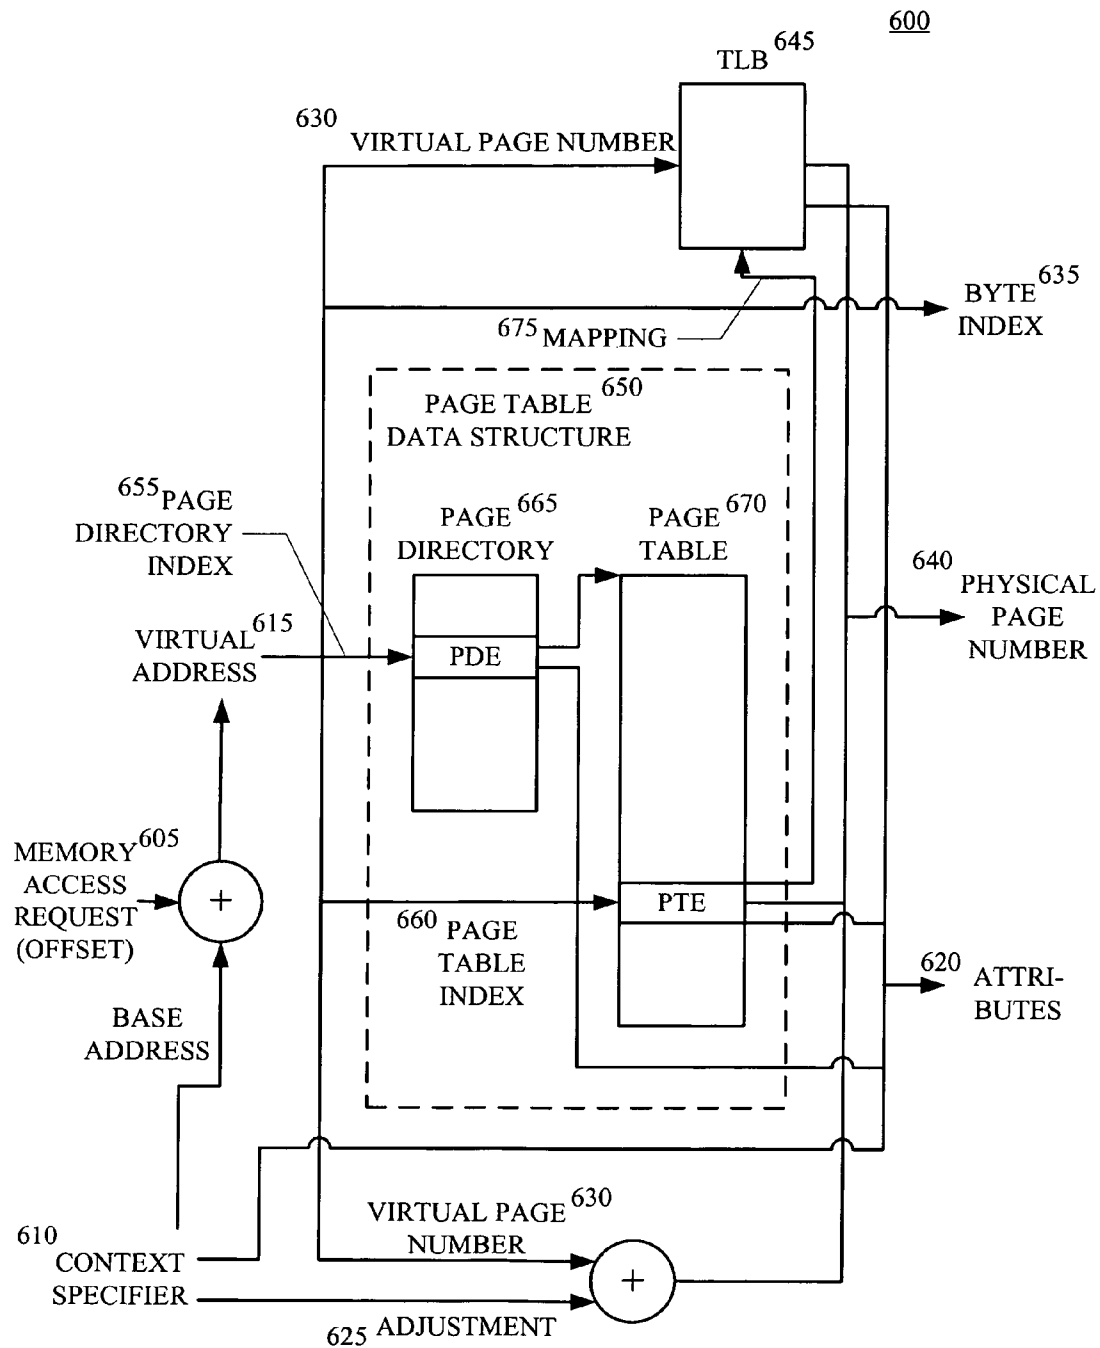 600
TLB 645
630 VIRTUAL PAGE NUMBER
BYTE 635
INDEX
675 MAPPING
PAGE TABLE 650
DATA STRUCTURE
655 PAGE
DIRECTORY
INDEX
PAGE 665
DIRECTORY
PAGE 670
TABLE
640 PHYSICAL
PAGE
NUMBER
VIRTUAL 615
ADDRESS
PDE
MEMORY 605
ACCESS
REQUEST
(OFFSET)
+
PTE
660 PAGE
TABLE
INDEX
620 ATTRI-
BUTES
BASE
ADDRESS
VIRTUAL PAGE 630
NUMBER
610 CONTEXT
SPECIFIER
+
625 ADJUSTMENT